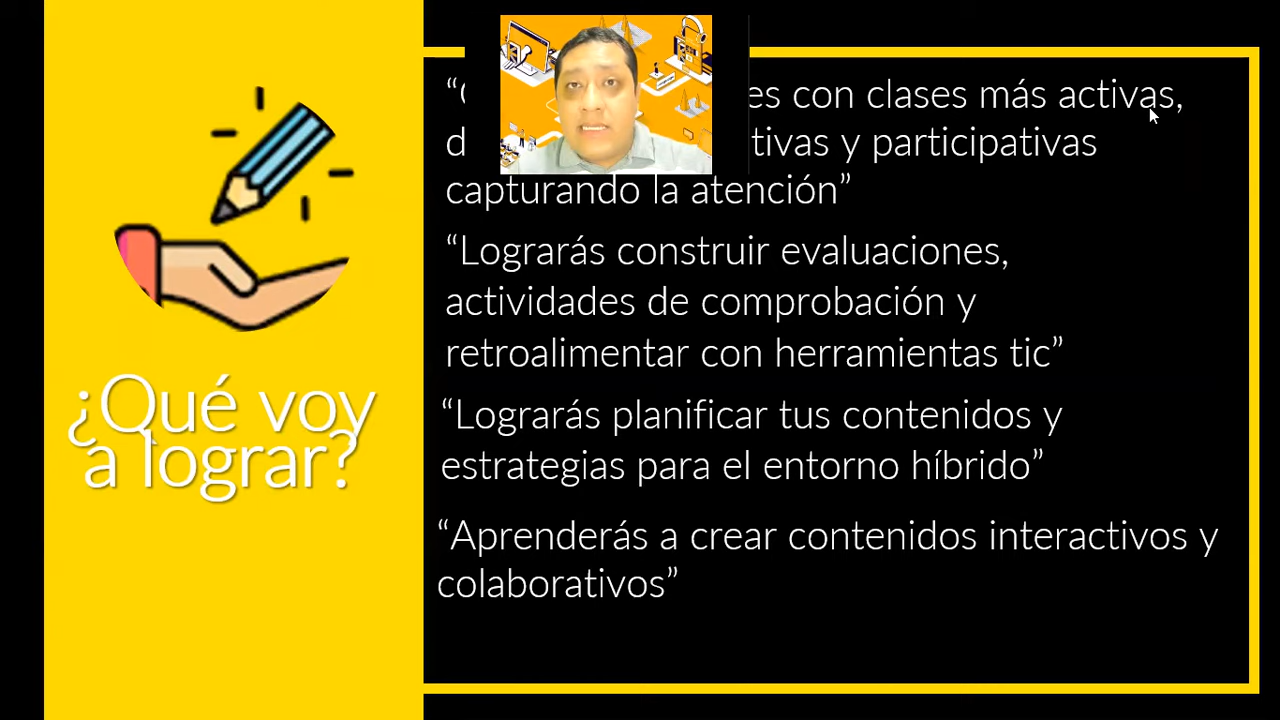 ¿Qué voy
a lograr?
es con clases más activas,
tivas y participativas
capturando la atención”
“Lograrás construir evaluaciones,
actividades de comprobación y
retroalimentar con herramientas tic”
“Lograrás planificar tus contenidos y
estrategias para el entorno híbrido”
“Aprenderás a crear contenidos interactivos y
colaborativos”